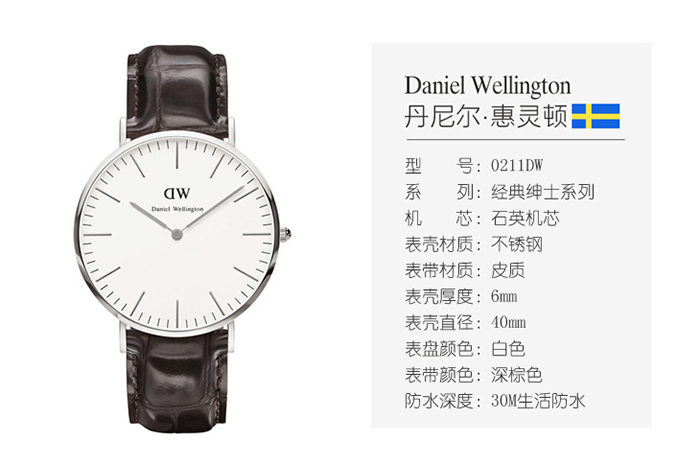 DW
Daniel Wellington
Daniel Wellington
丹尼尔·惠灵顿
型 号: 0211DW
系 列: 经典绅士系列
机 芯: 石英机芯
表壳材质: 不锈钢
表带材质: 皮质
表壳厚度: 6mm
表壳直径: 40mm
表盘颜色: 白色
表带颜色: 深棕色
防水深度: 30M生活防水